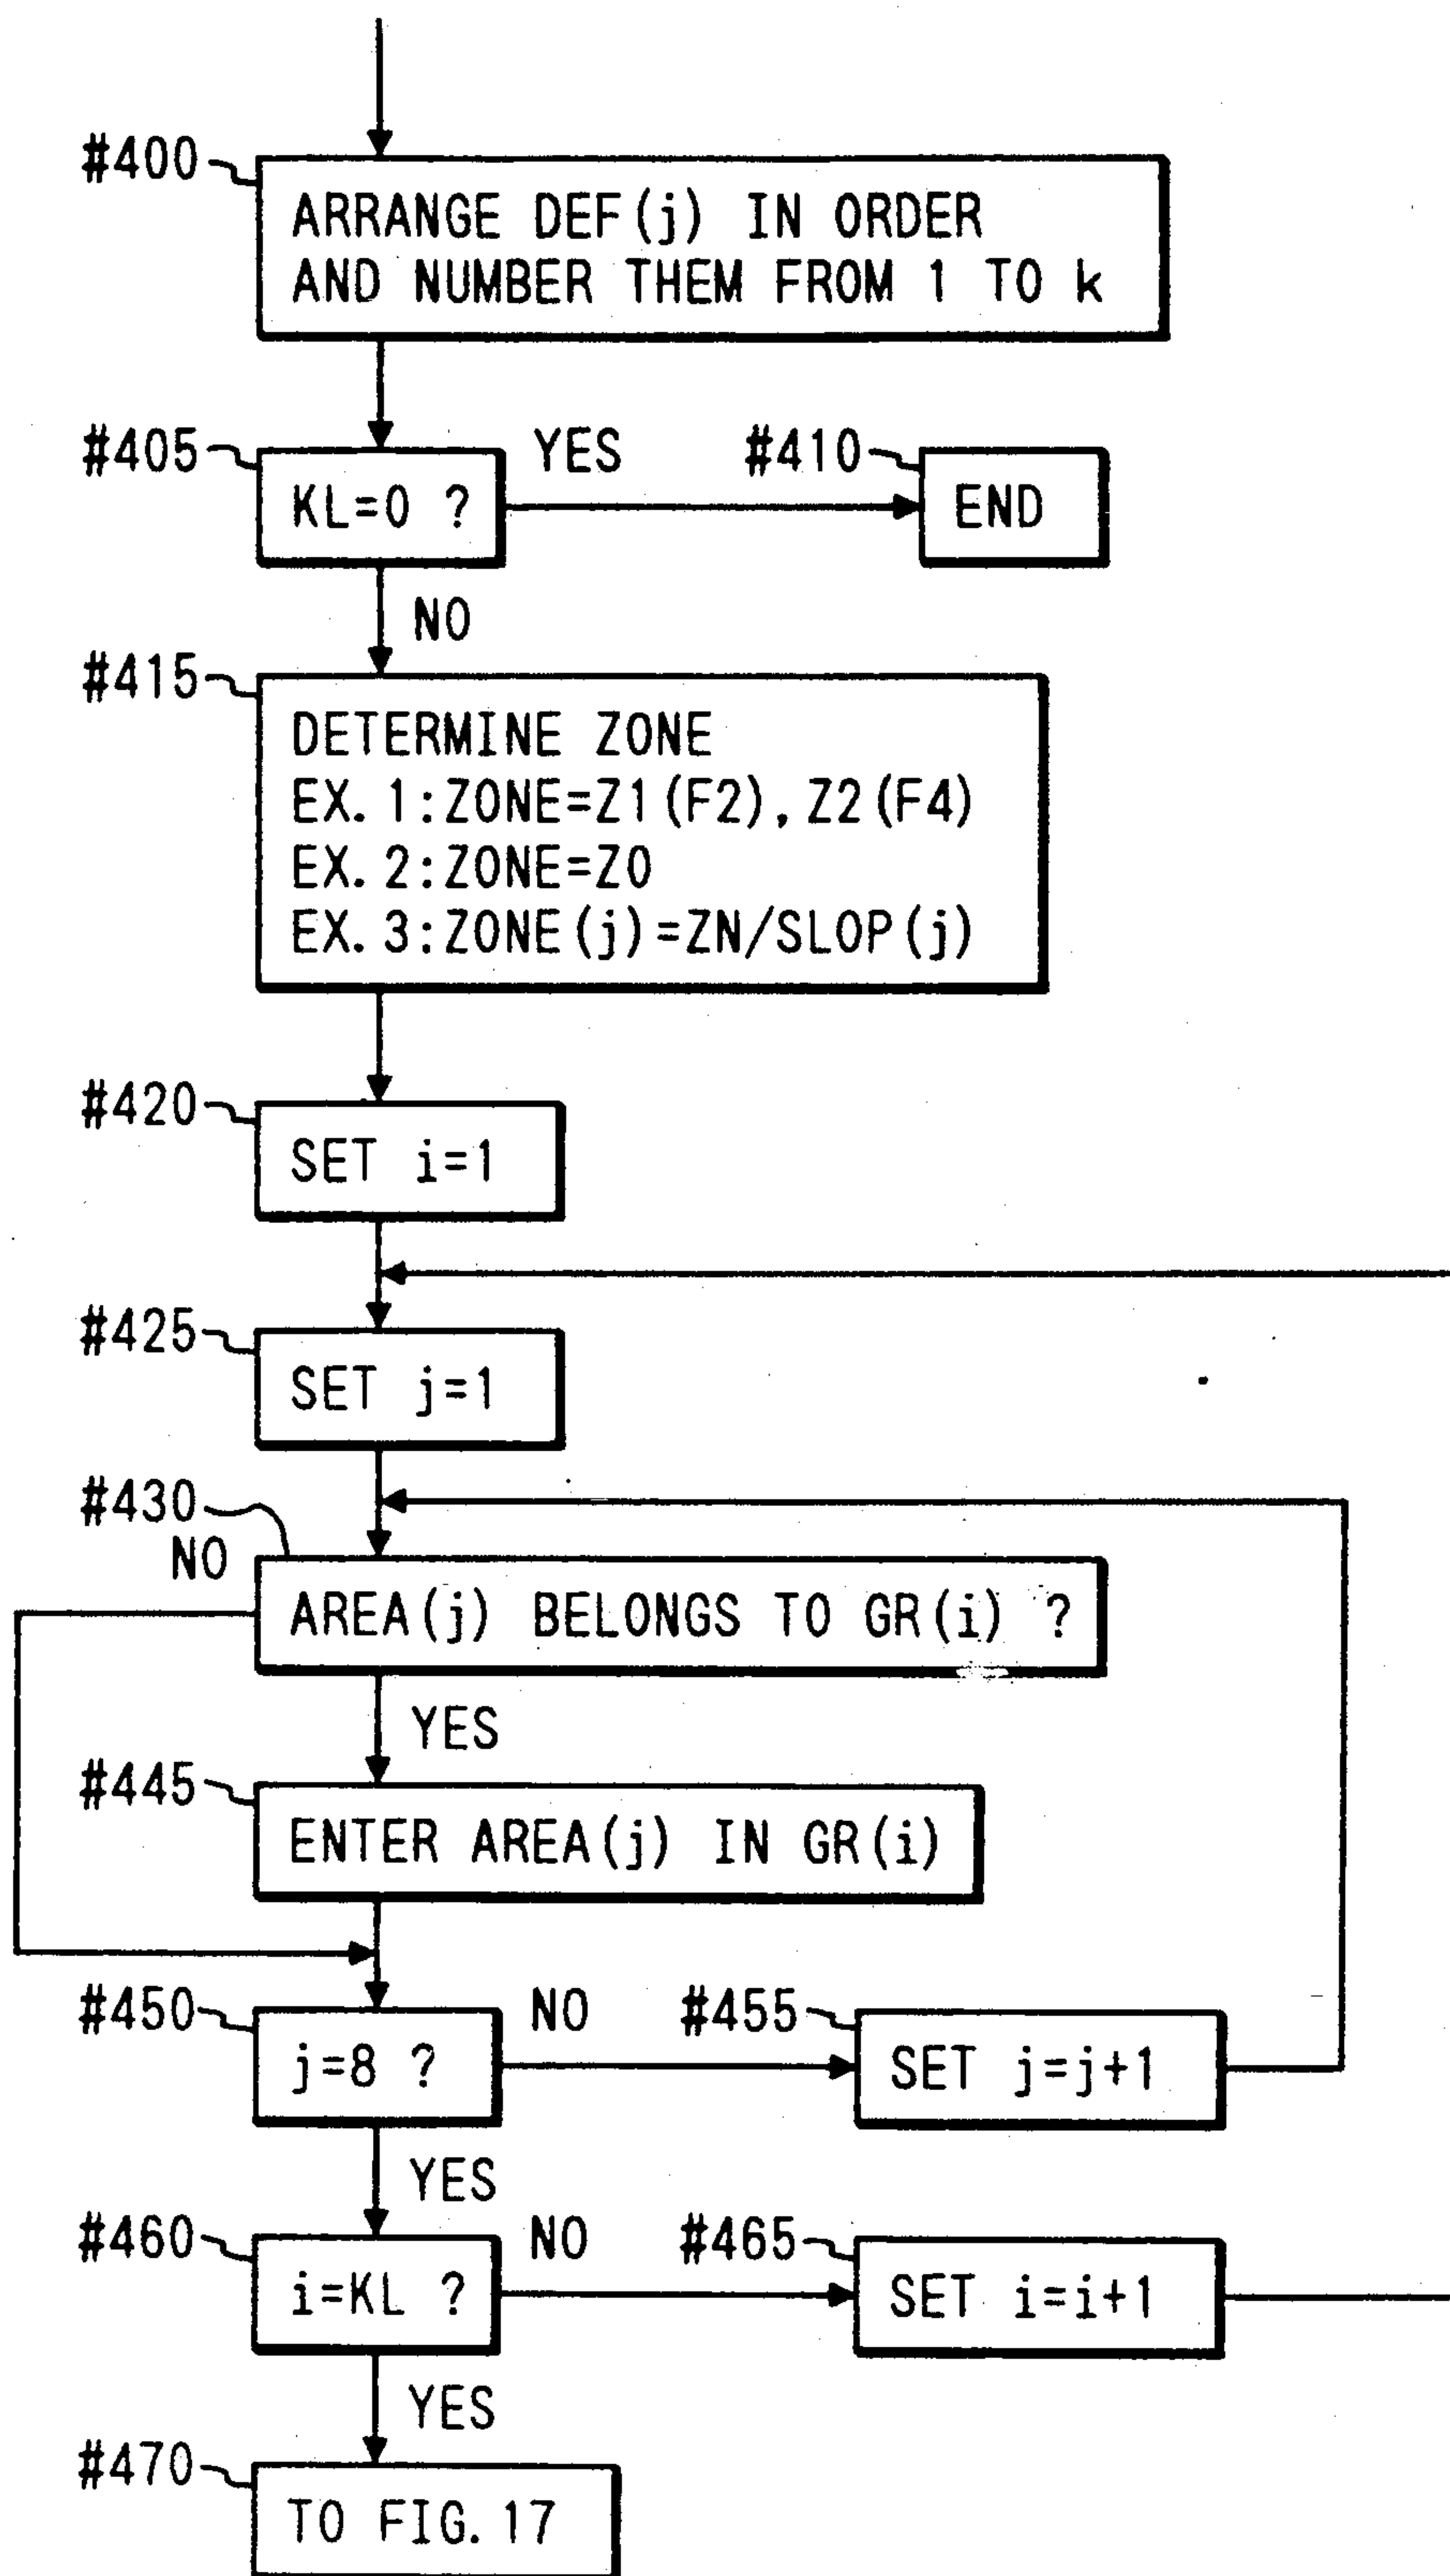 #400
ARRANGE DEF(j) IN ORDER
AND NUMBER THEM FROM 1 TO k
#405
KL=0 ?
YES
#410
END
NO
#415
DETERMINE ZONE
EX. 1:ZONE=Z1(F2), Z2(F4)
EX. 2:ZONE=Z0
EX. 3:ZONE(j)=ZN/SLOP(j)
#420
SET i=1
#425
SET j=1
#430
NO
AREA(j) BELONGS TO GR(i) ?
YES
#445
ENTER AREA(j) IN GR(i)
#450
j=8 ?
NO
#455
SET j=j+1
YES
#460
i=KL ?
NO
#465
SET i=i+1
YES
#470
TO FIG. 17